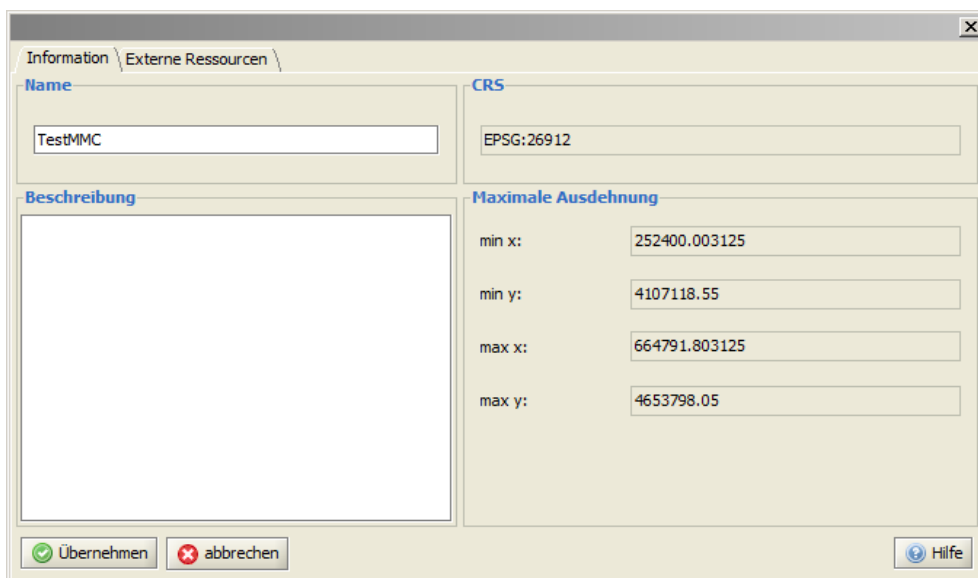 Information
Externe Ressourcen
Name
TestMMC
CRS
EPSG:26912
Beschreibung
Maximale Ausdehnung
min x: 252400.003125
min y: 4107118.55
max x: 664791.803125
max y: 4653798.05
Übernehmen
abbrechen
Hilfe